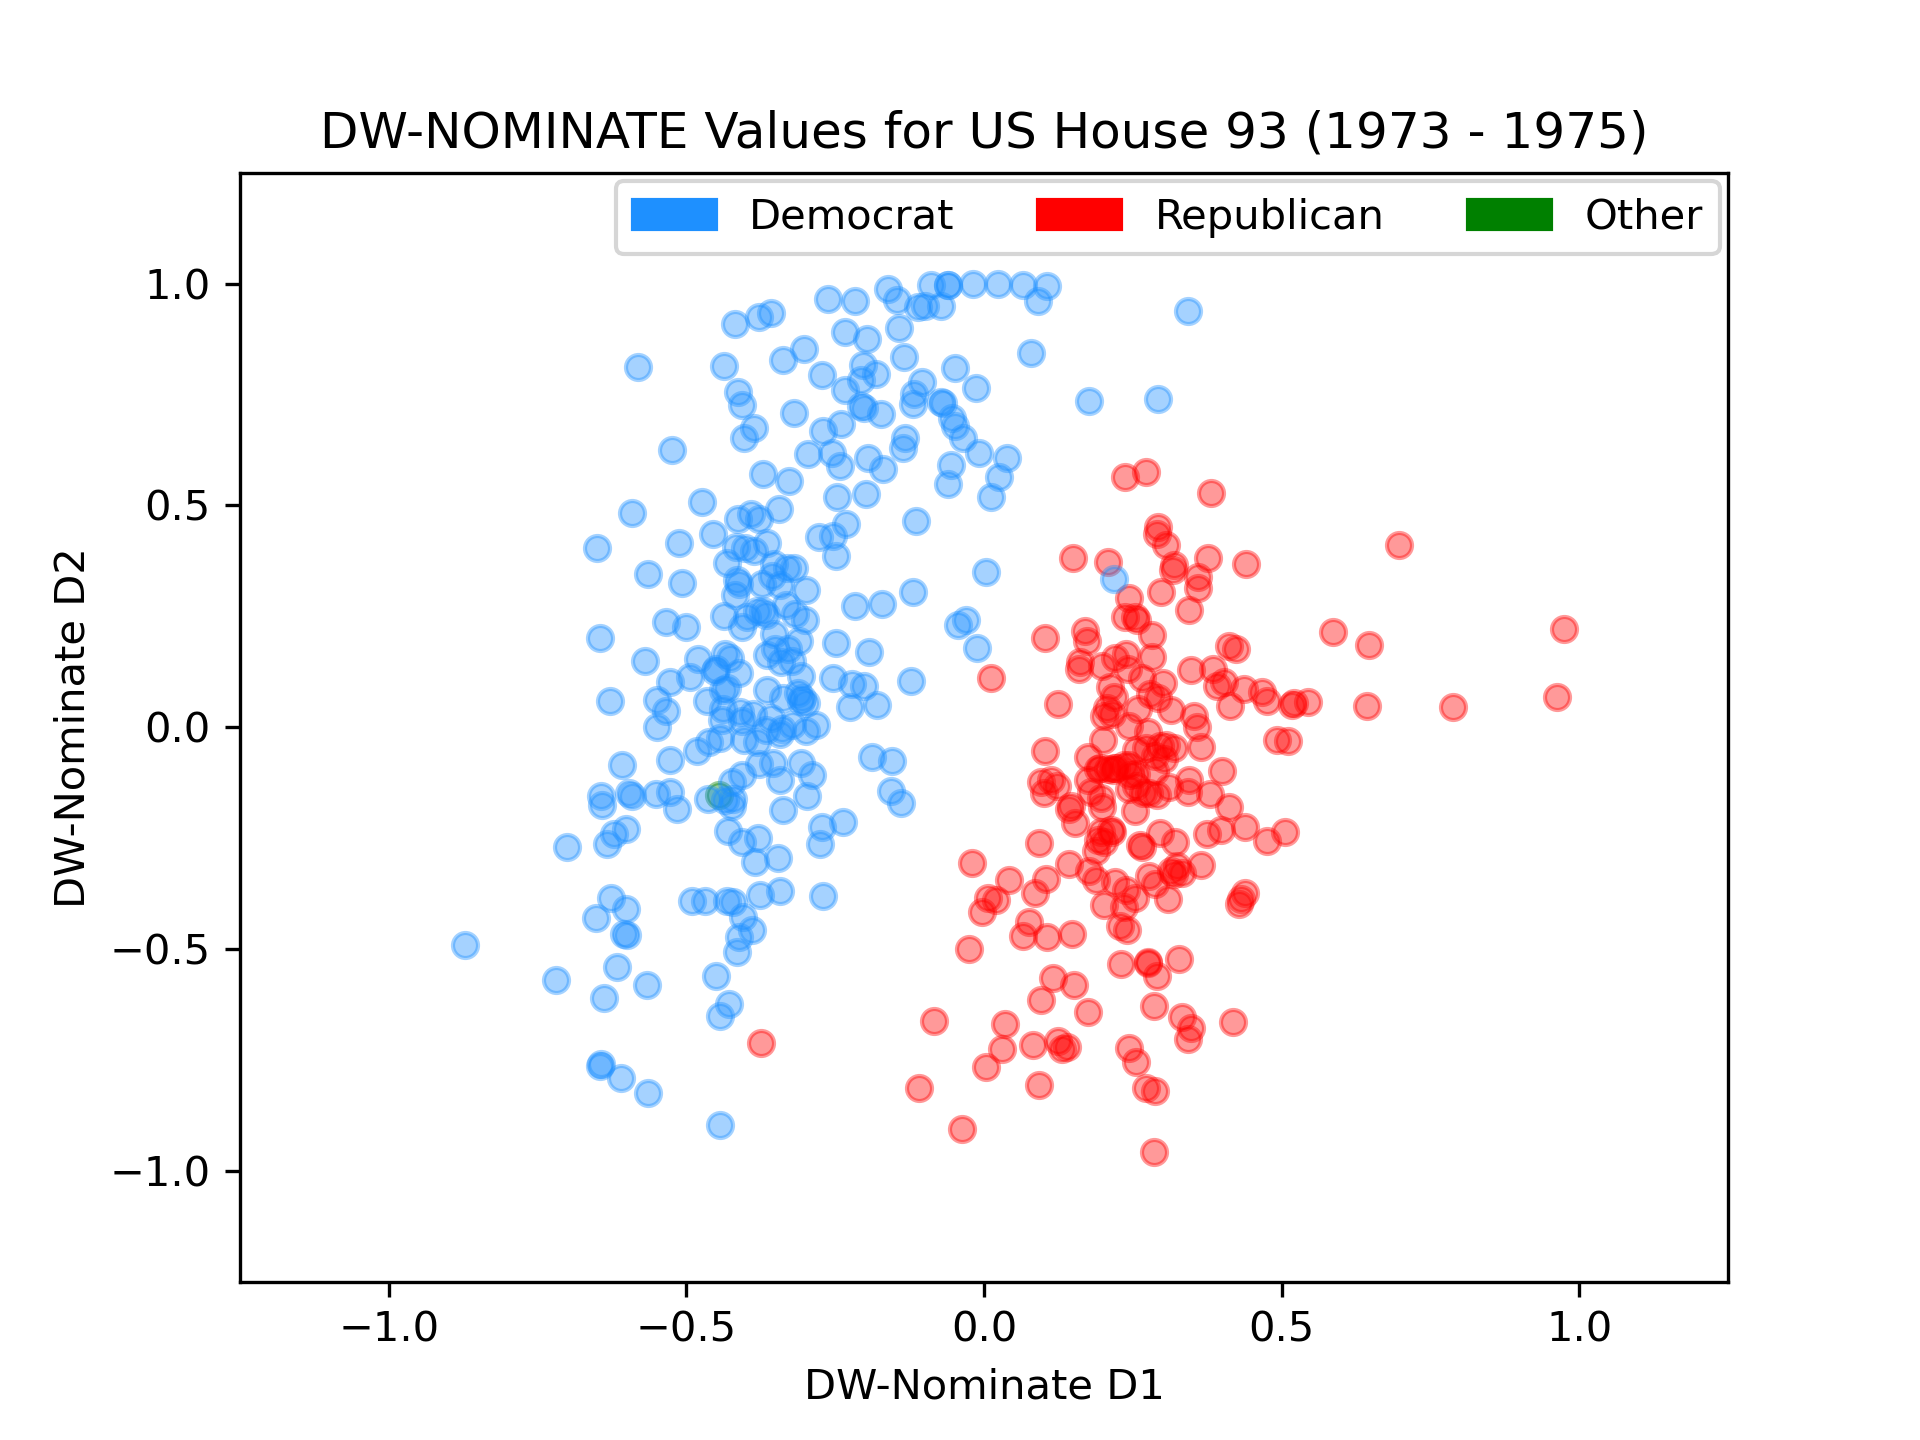 DW-NOMINATE Values for US House 93 (1973 - 1975)
Democrat Republican Other
1.0
0.5
0.0
−0.5
−1.0
DW-Nominate D2
−1.0 −0.5 0.0 0.5 1.0
DW-Nominate D1